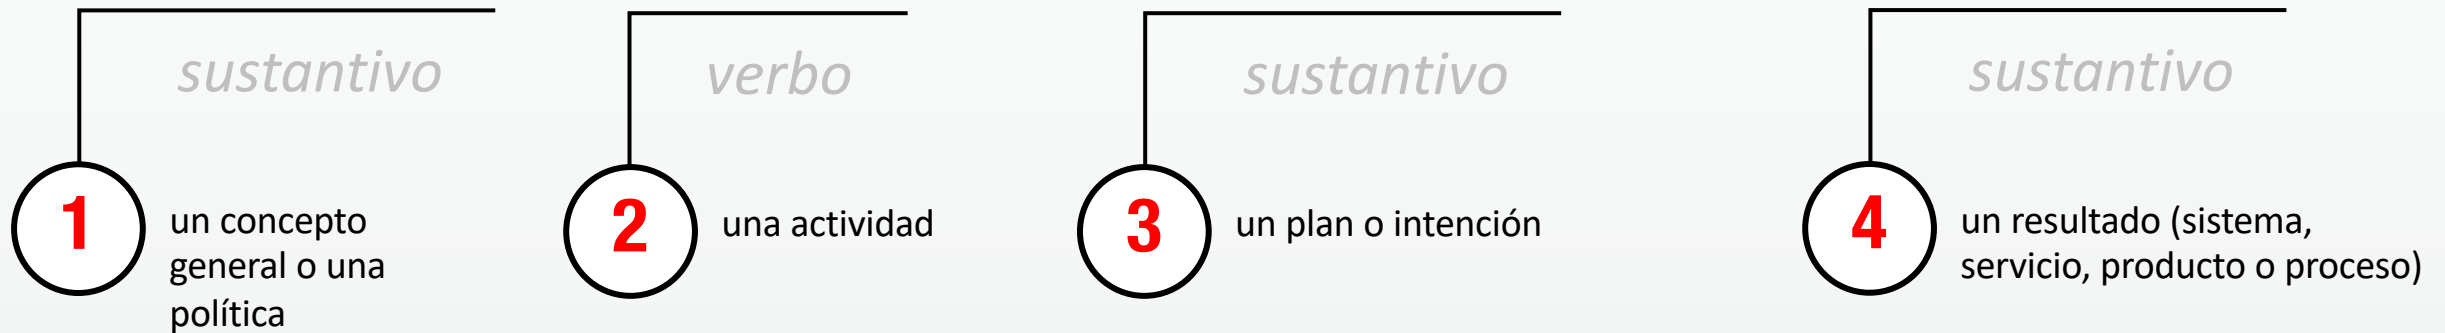 sustantivo
verbo
sustantivo
sustantivo
1
un concepto
general o una
política
2
una actividad
3
un plan o intención
4
un resultado (sistema,
servicio, producto o proceso)